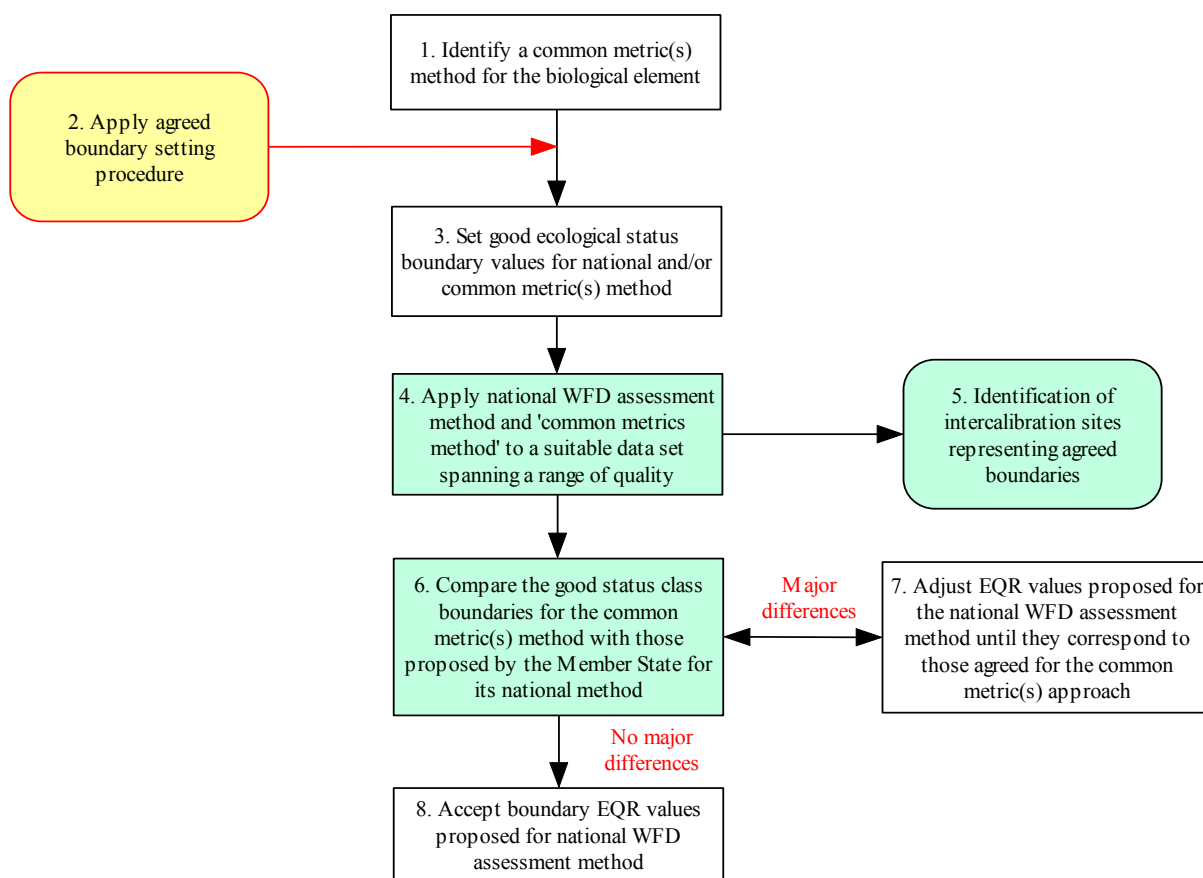 1. Identify a common metric(s)
method for the biological element
2. Apply agreed
boundary setting
procedure
3. Set good ecological status
boundary values for national and/or
common metric(s) method
4. Apply national WFD assessment
method and 'common metrics
method' to a suitable data set
spanning a range of quality
5. Identification of
intercalibration sites
representing agreed
boundaries
6. Compare the good status class
boundaries for the common
metric(s) method with those
proposed by the Member State for
its national method
Major
differences
7. Adjust EQR values proposed for
the national WFD assessment
method until they correspond to
those agreed for the common
metric(s) approach
No major
differences
8. Accept boundary EQR values
proposed for national WFD
assessment method